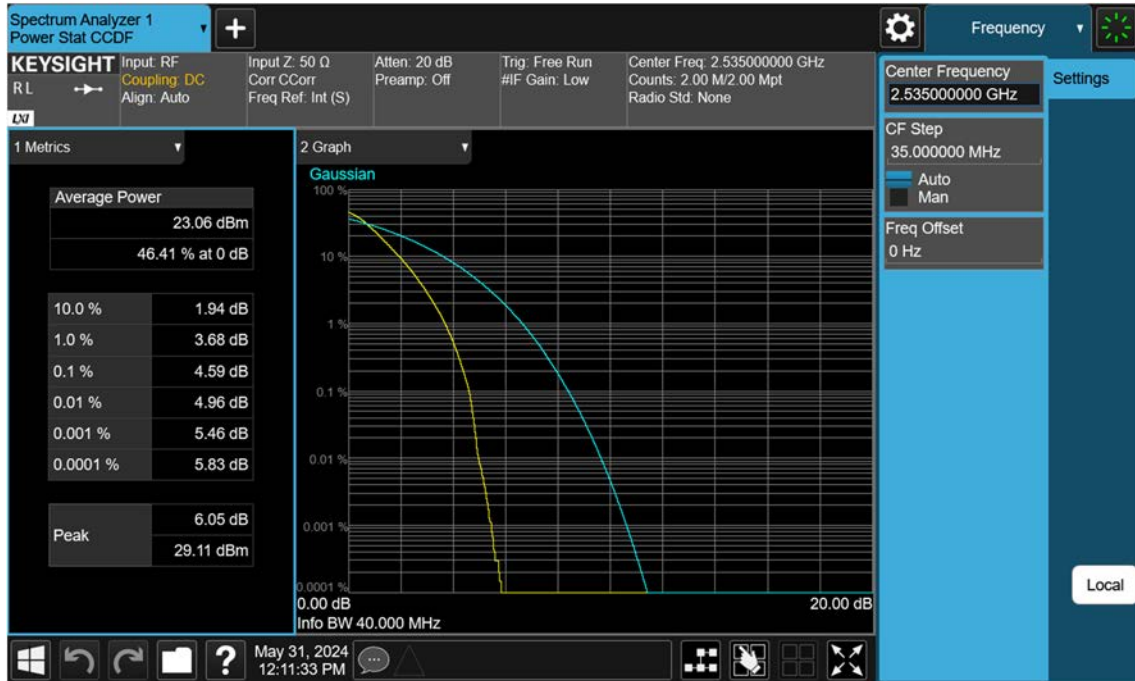 Spectrum Analyzer 1
Power Stat CCDF
+
Frequency
KEYSIGHT
R L
LXI
Input: RF
Coupling: DC
Align: Auto
Input Z: 50 Ω
Corr CCorr
Freq Ref: Int (S)
Atten: 20 dB
Preamp: Off
Trig: Free Run
#IF Gain: Low
Center Freq: 2.535000000 GHz
Counts: 2.00 M/2.00 Mpt
Radio Std: None
Center Frequency
2.535000000 GHz
Settings
CF Step
35.000000 MHz
Auto
Man
Freq Offset
0 Hz
Local
1 Metrics
Average Power
23.06 dBm
46.41 % at 0 dB
10.0 % 1.94 dB
1.0 % 3.68 dB
0.1 % 4.59 dB
0.01 % 4.96 dB
0.001 % 5.46 dB
0.0001 % 5.83 dB
Peak
6.05 dB
29.11 dBm
2 Graph
Gaussian
100 %
10 %
1 %
0.1 %
0.01 %
0.001 %
0.0001 %
0.00 dB 20.00 dB
Info BW 40.000 MHz
?
May 31, 2024
12:11:33 PM